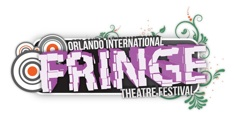 ORLANDO INTERNATIONAL
FRINGE
THEATRE FESTIVAL